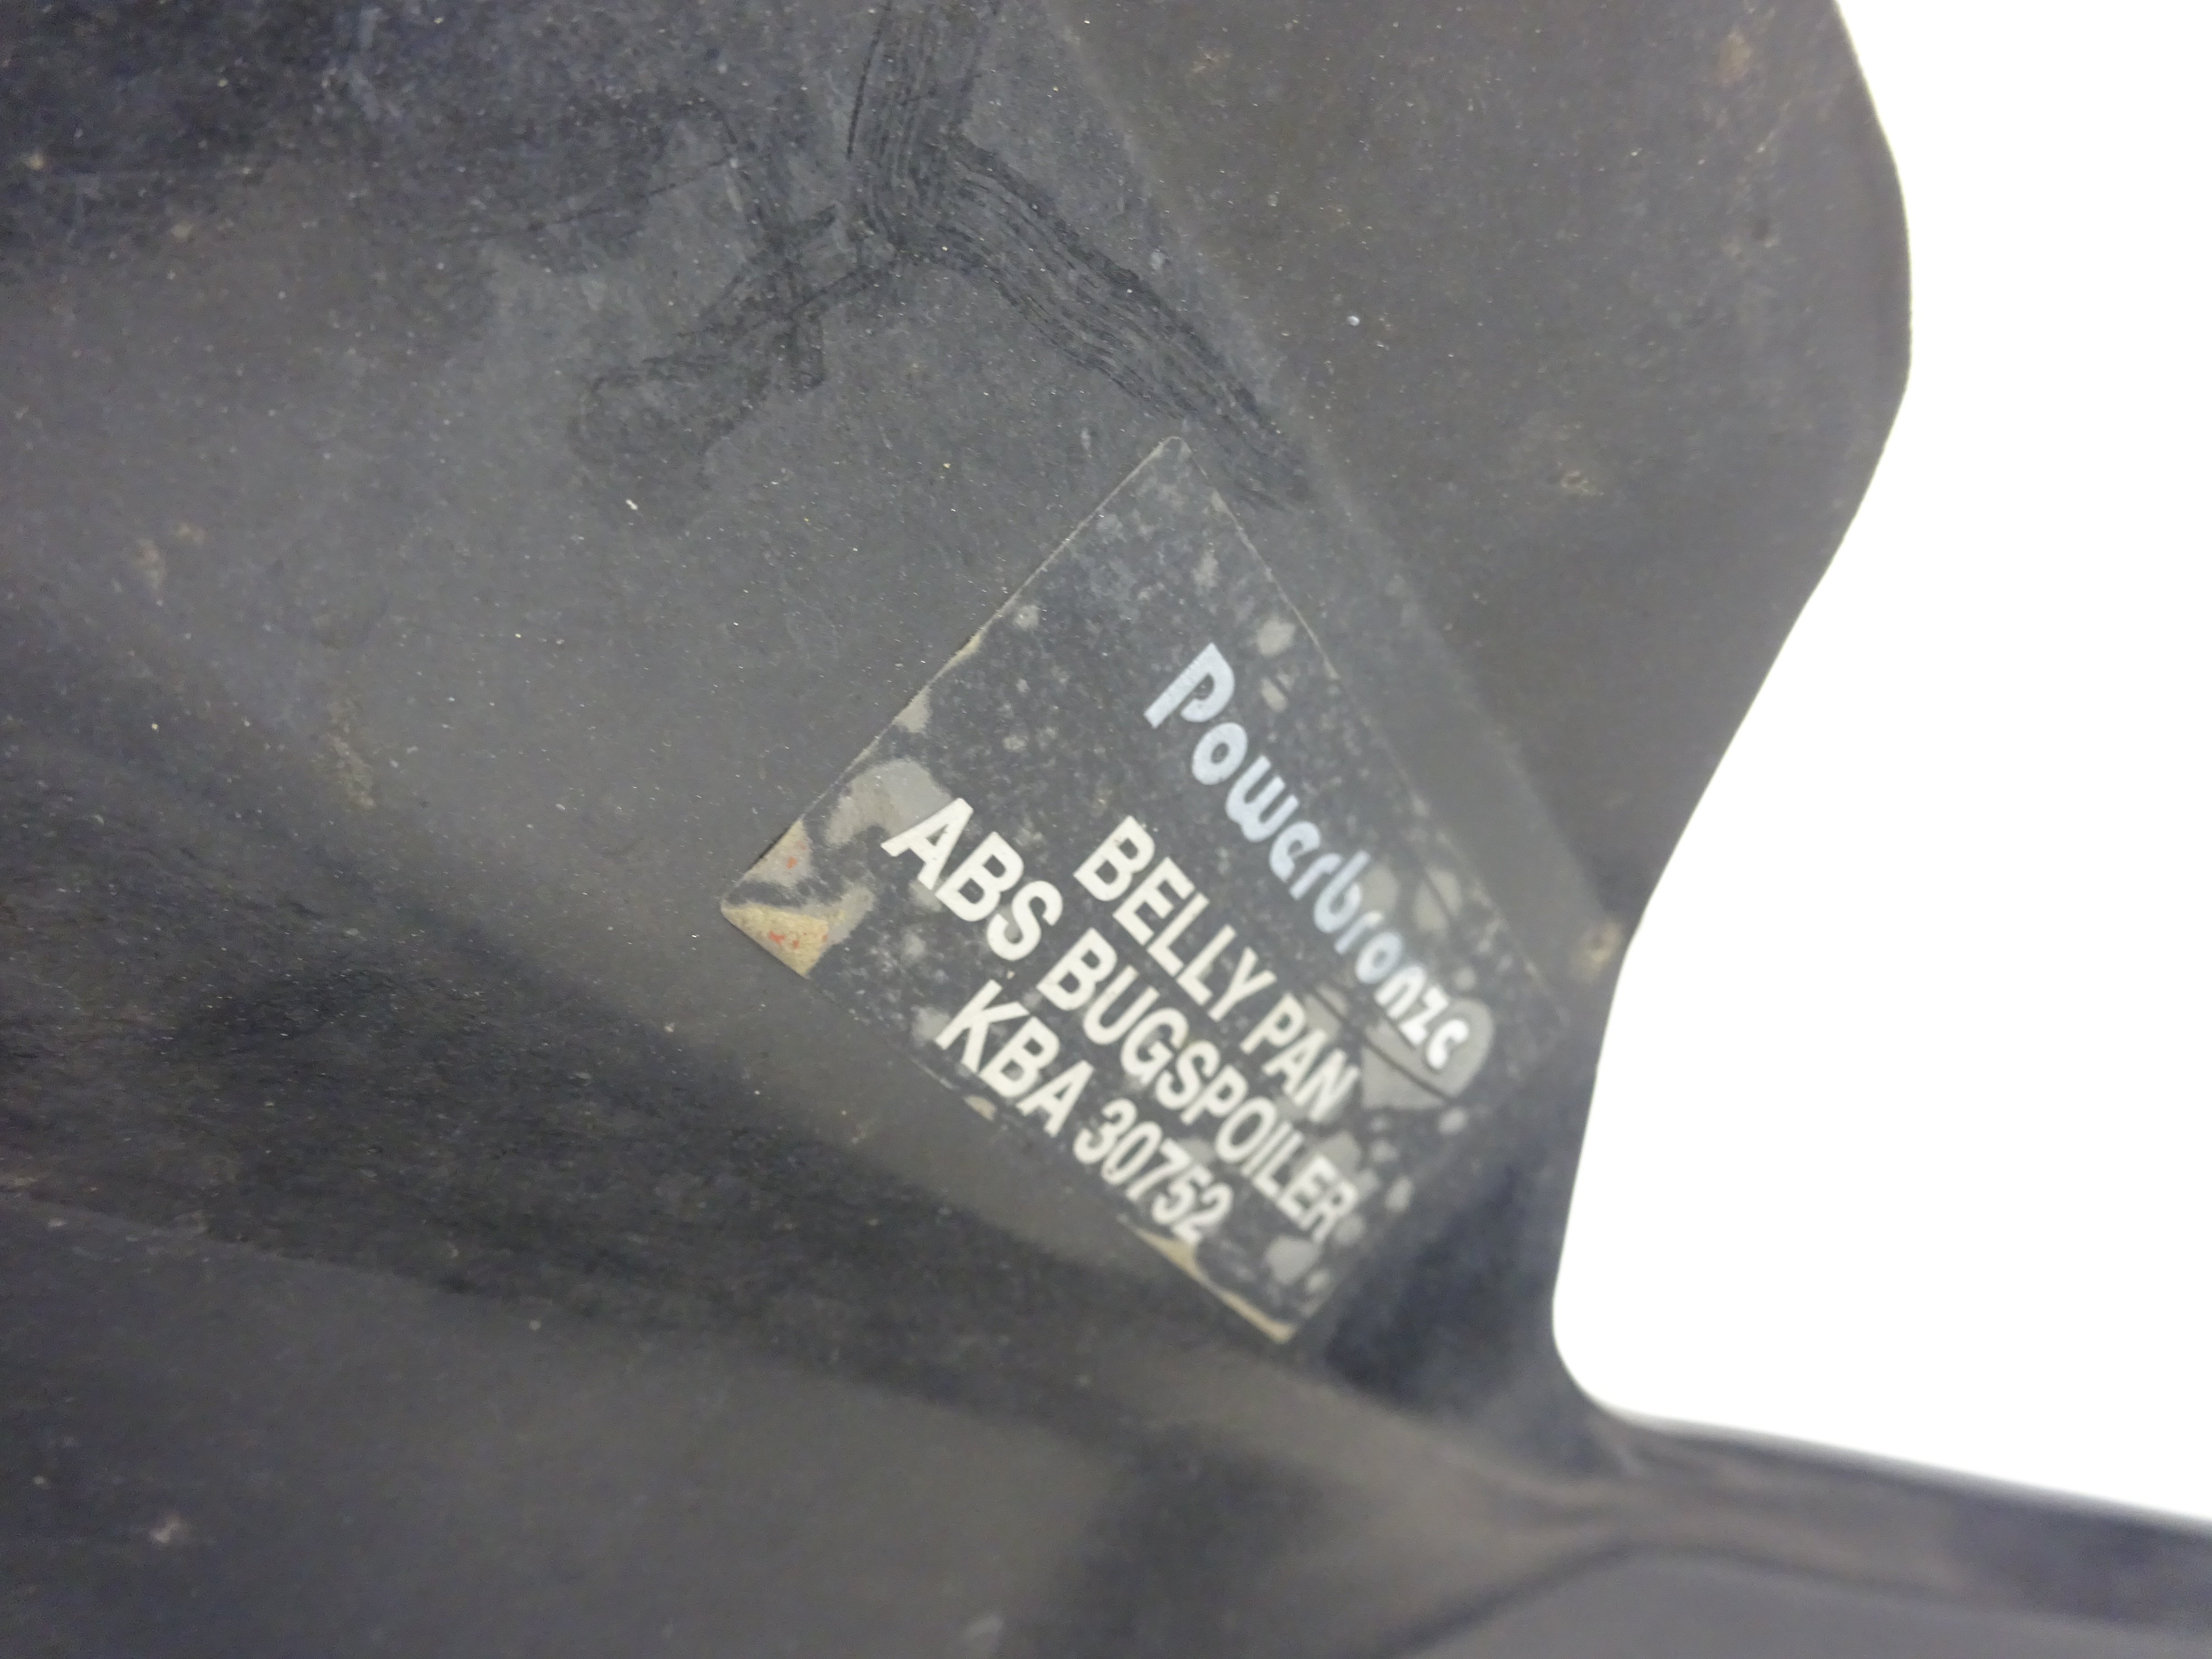 Powerbronze
BELLY PAN
ABS BUGSPOILER
KBA 30752